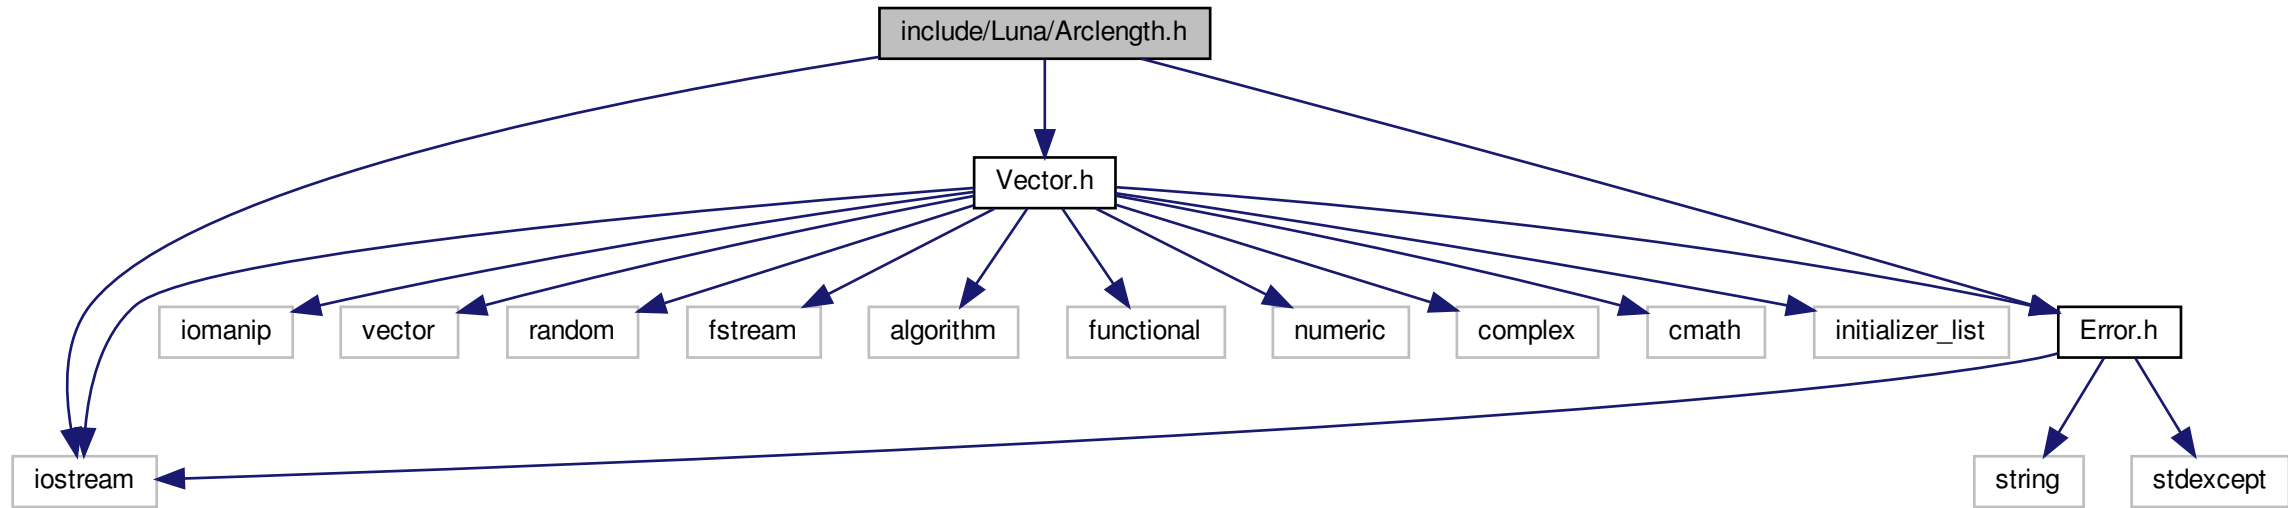 include/Luna/Arclength.h
Vector.h
iomanip
vector
random
fstream
algorithm
functional
numeric
complex
cmath
initializer_list
Error.h
iostream
string
stdexcept